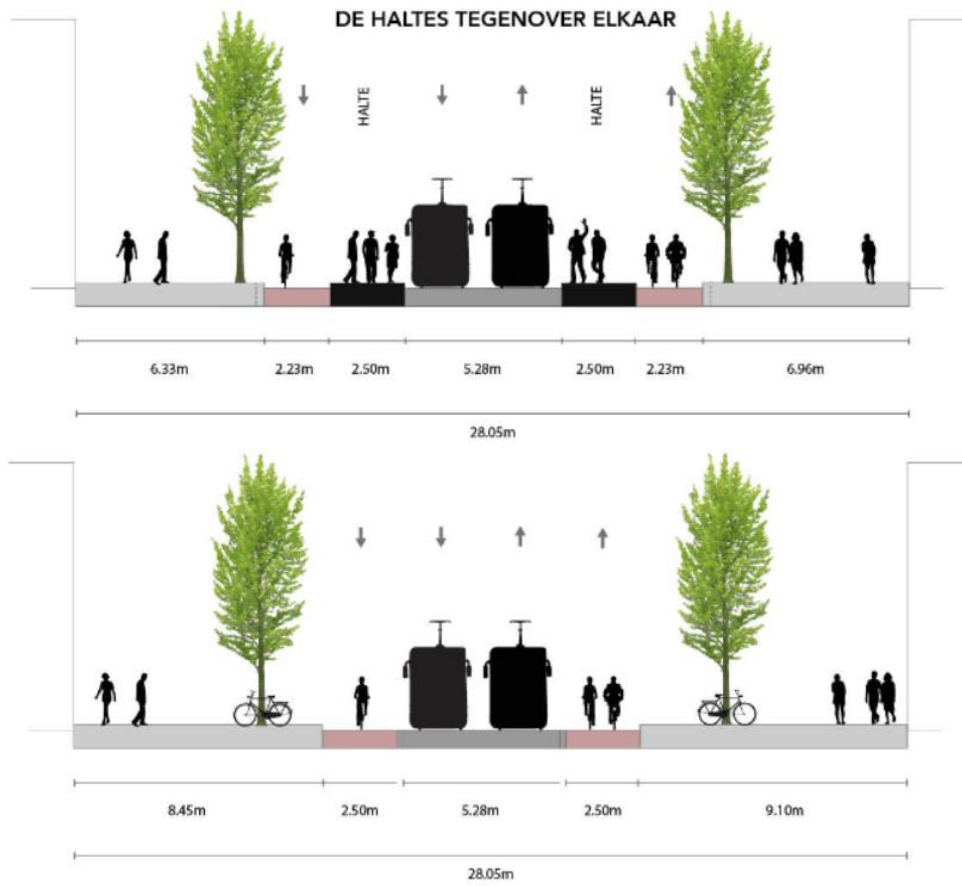 DE HALTES TEGENOVER ELKAAR
HALTE
HALTE
6.33m 2.23m 2.50m 5.28m 2.50m 2.23m 6.96m
28.05m
8.45m 2.50m 5.28m 2.50m 9.10m
28.05m